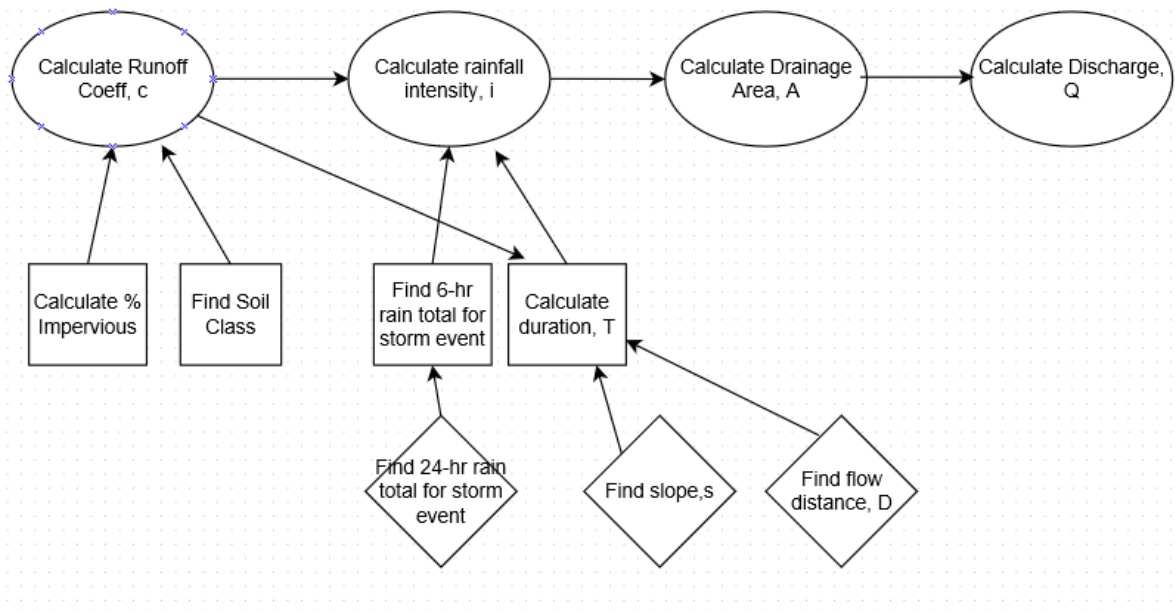 Calculate Runoff
Coeff, c
Calculate rainfall
intensity, i
Calculate Drainage
Area, A
Calculate Discharge,
Q
Calculate %
Impervious
Find Soil
Class
Find 6-hr
rain total for
storm event
Calculate
duration, T
Find 24-hr rain
total for storm
event
Find slope,s
Find flow
distance, D